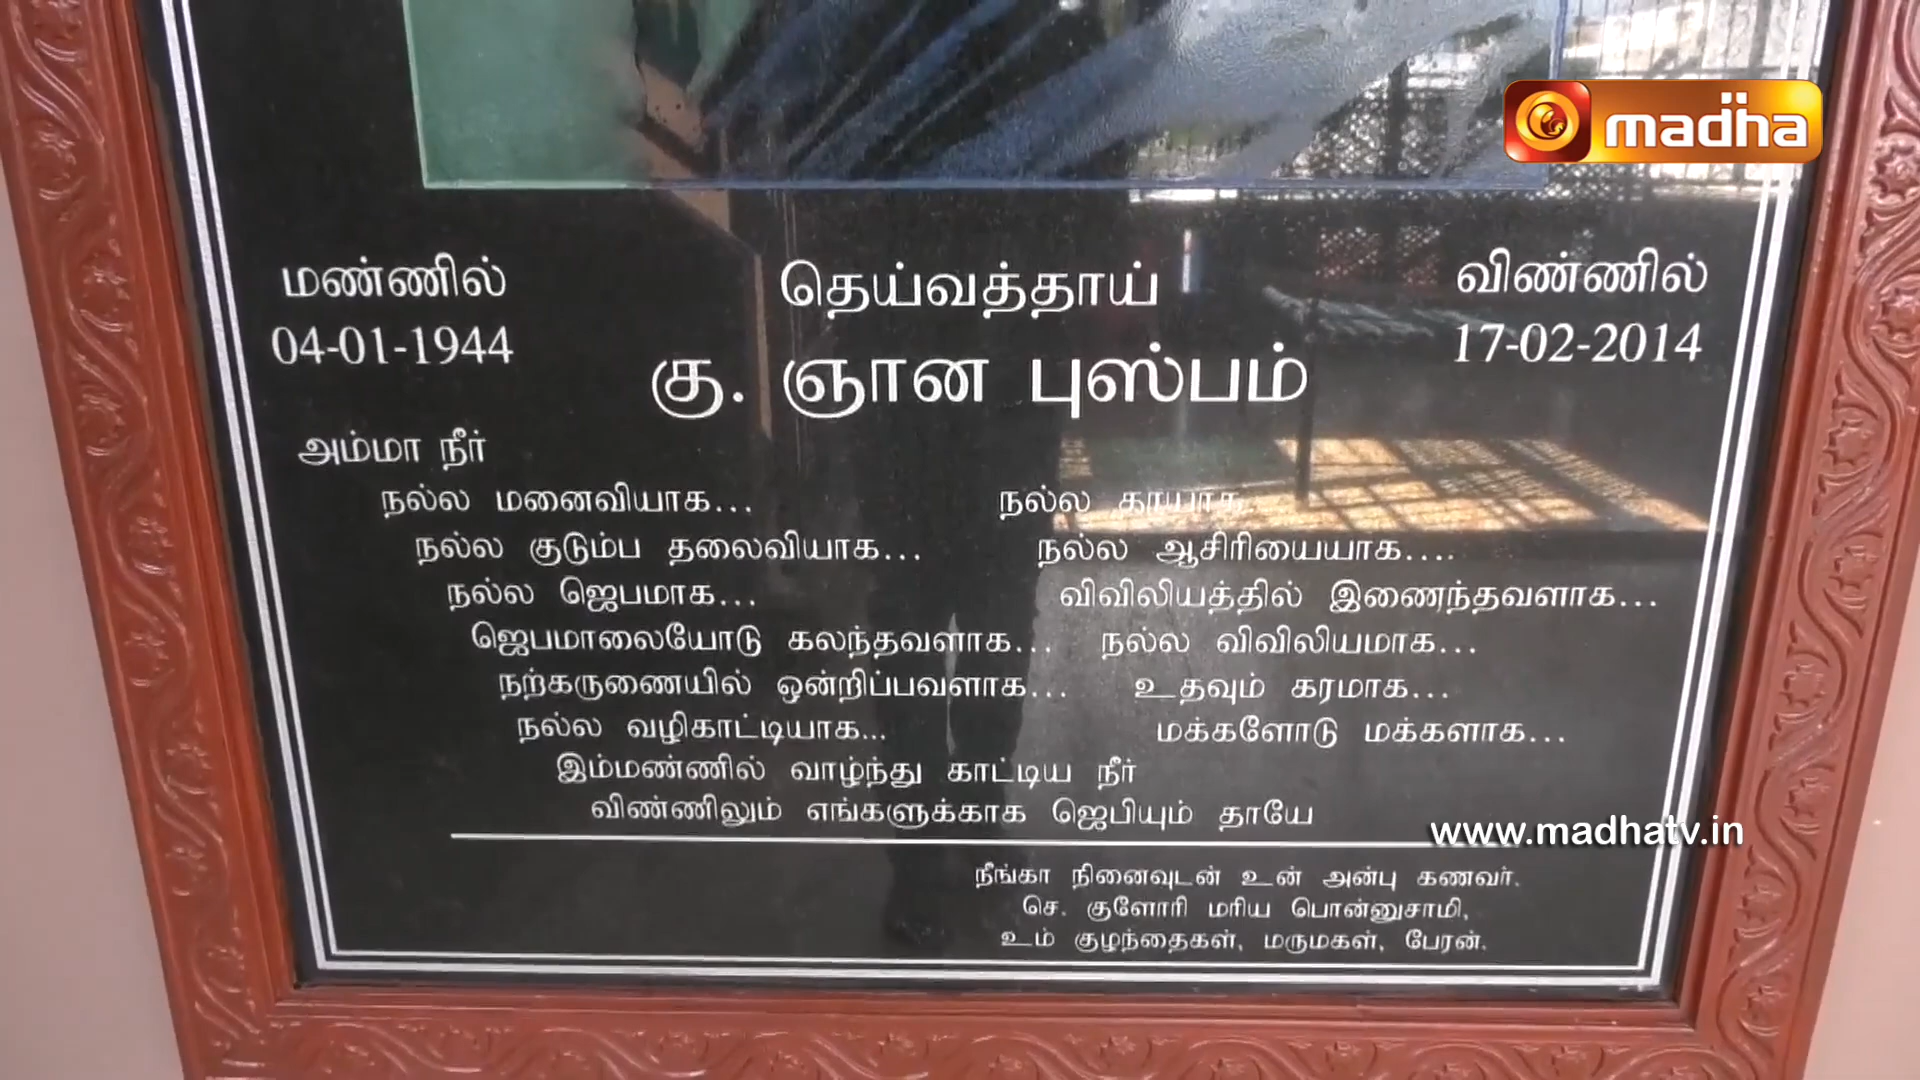 madha
மண்ணில்
04-01-1944
தெய்வத்தாய்
கு. ஞான புஸ்பம்
விண்ணில்
17-02-2014
அம்மா நீர்
நல்ல மனைவியாக... நல்ல தாயாக...
நல்ல குடும்ப தலைவியாக... நல்ல ஆசிரியையாக....
நல்ல ஜெபமாக... விவிலியத்தில் இணைந்தவளாக...
ஜெபமாலையோடு கலந்தவளாக... நல்ல விவிலியமாக...
நற்கருணையில் ஒன்றிப்பவளாக... உதவும் கரமாக...
நல்ல வழிகாட்டியாக... மக்களோடு மக்களாக...
இம்மண்ணில் வாழ்ந்து காட்டிய நீர்
விண்ணிலும் எங்களுக்காக ஜெபியும் தாயே
www.madhatv.in
நீங்கா நினைவுடன் உன் அன்பு கணவர்.
செ. குளோரி மரிய பொன்னுசாமி,
உம் குழந்தைகள், மருமகள், பேரன்.